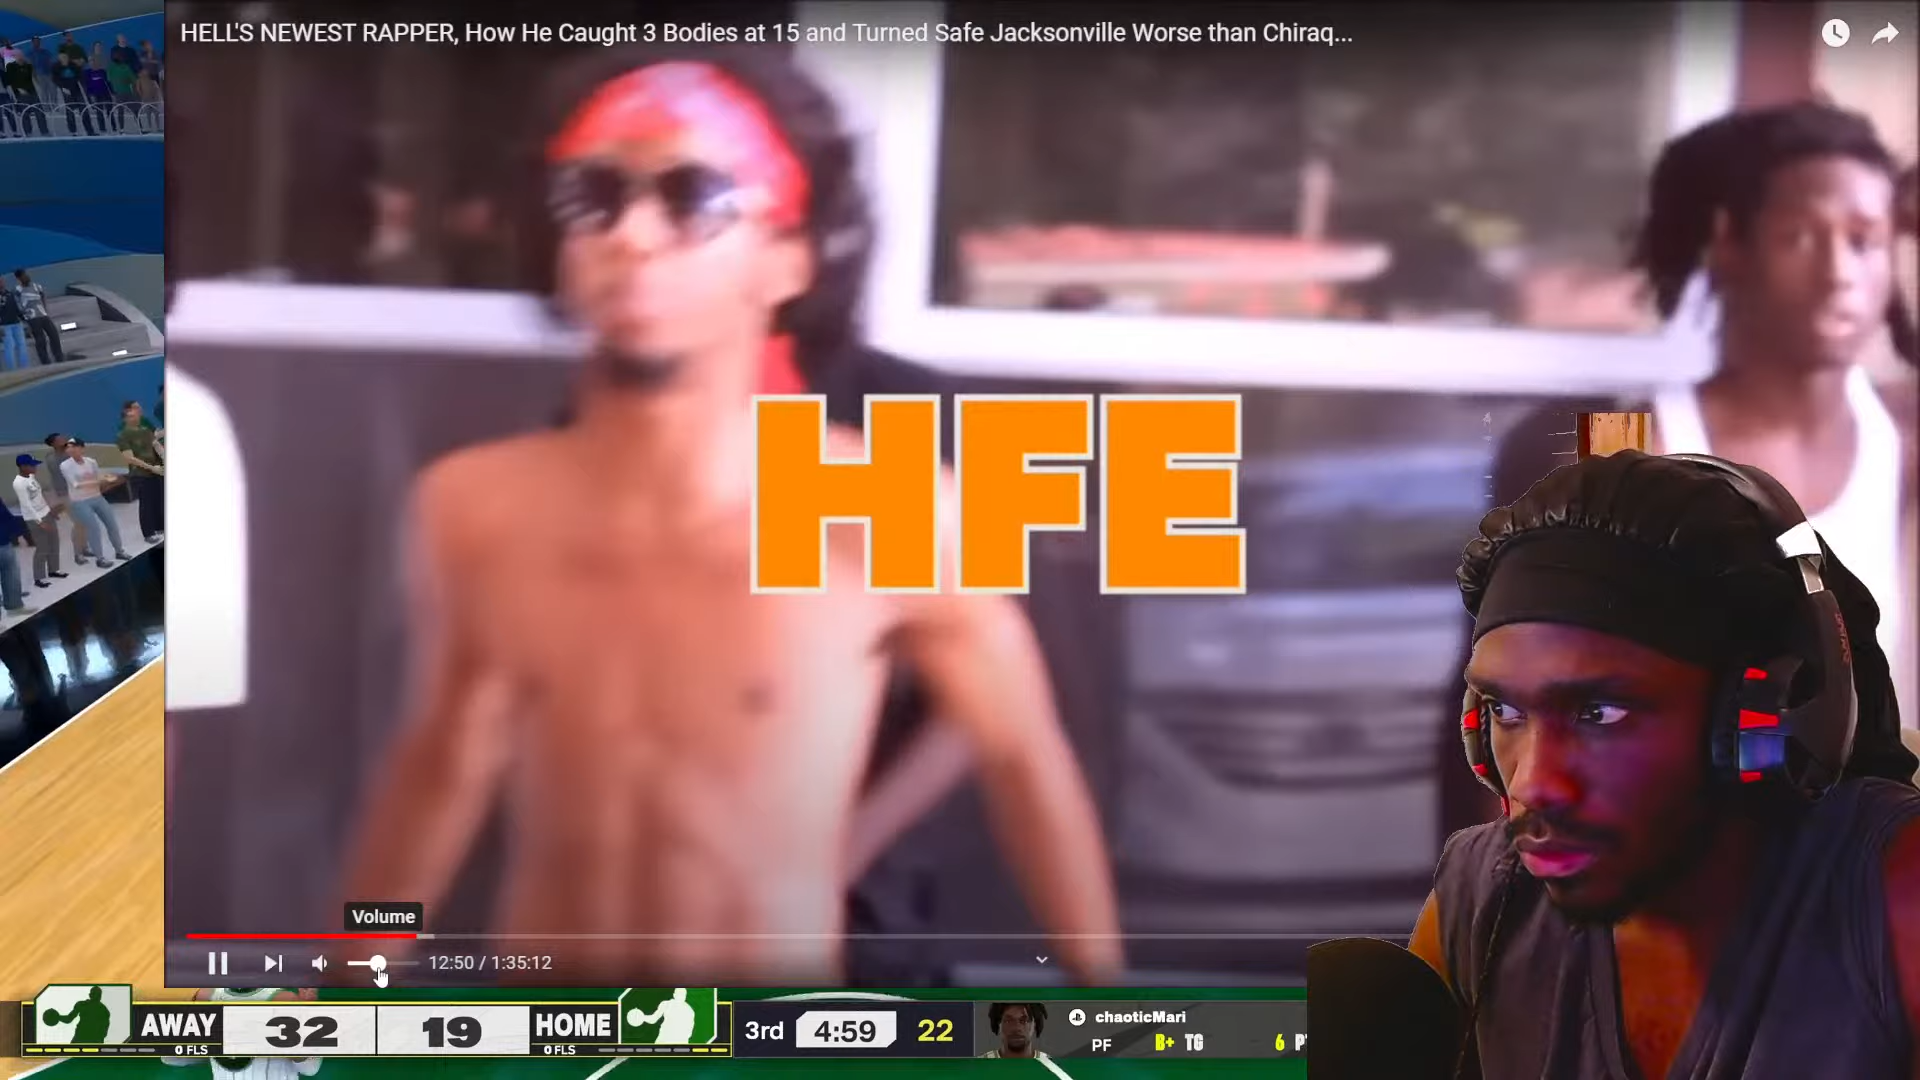 HELL'S NEWEST RAPPER, How He Caught 3 Bodies at 15 and Turned Safe Jacksonville Worse than Chiraq...
HFE
Volume
12:50 / 1:35:12
AWAY 32 19 HOME 3rd 4:59 22
0 FLS 0 FLS
chaoticMari
PF B+ TG 6